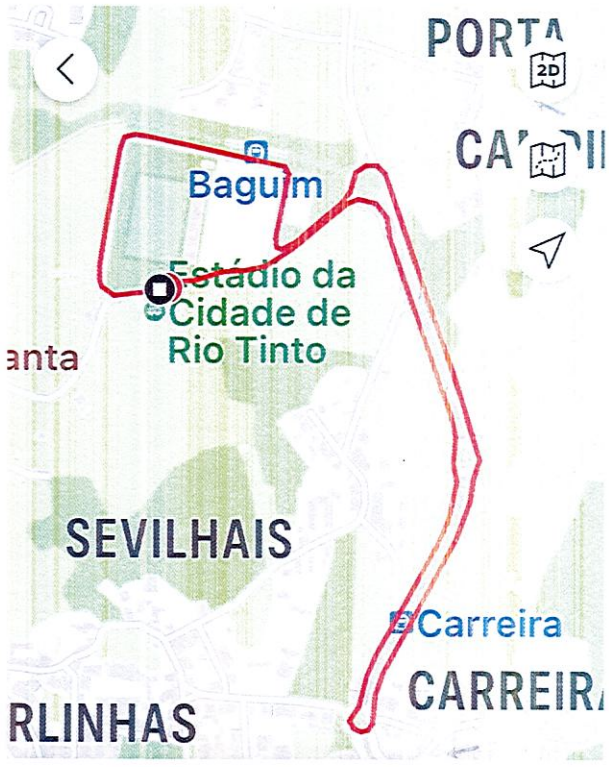 PORTA
2D
Baguim
Estádio da
Cidade de
Rio Tinto
anta
SEVILHAIS
Carreira
CARREIRA
RLINHAS